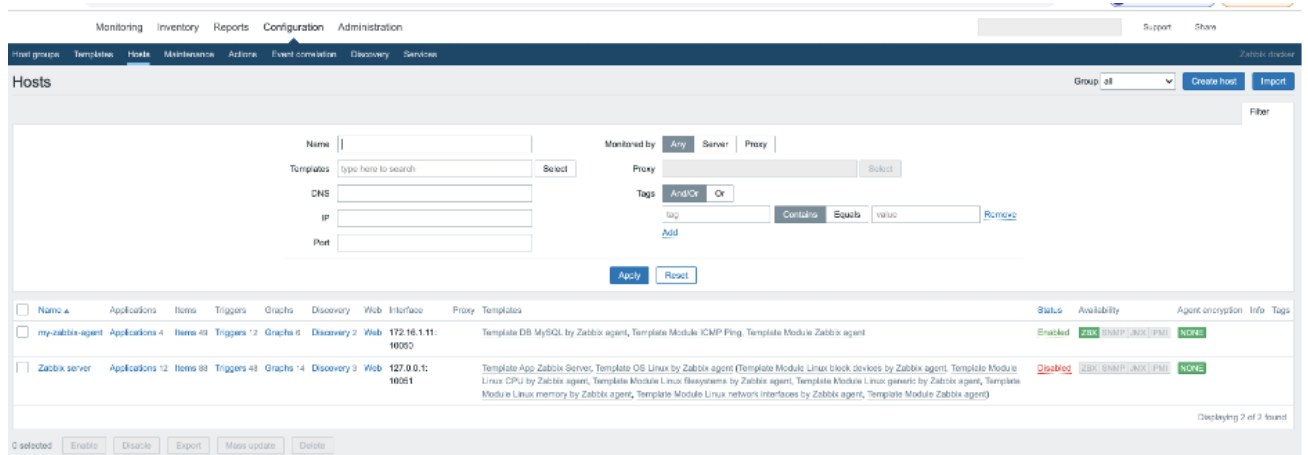 Monitoring Inventory Reports Configuration Administration Support Share
Host groups Templates Hosts Maintenance Actions Event correlation Discovery Services Zabbix docker
Hosts Group all Create host Import
Filter
Name Monitored by Any Server Proxy
Templates type here to search Select Proxy Select
DNS Tags And/Or Or
IP tag Contains Equals value Remove
Add
Port
Apply Reset
Name Applications Items Triggers Graphs Discovery Web Interface Proxy Templates Status Availability Agent encryption Info Tags
my-zabbix-agent Applications 4 Items 49 Triggers 12 Graphs 6 Discovery 2 Web 172.16.1.11: Template DB MySQL by Zabbix agent, Template Module ICMP Ping, Template Module Zabbix agent Enabled ZBX SNMP JMX IPMI NONE
10050
Zabbix server Applications 12 Items 88 Triggers 48 Graphs 14 Discovery 3 Web 127.0.0.1: Template App Zabbix Server, Template OS Linux by Zabbix agent (Template Module Linux block devices by Zabbix agent, Template Module Disabled ZBX SNMP JMX IPMI NONE
10051 Linux CPU by Zabbix agent, Template Module Linux filesystems by Zabbix agent, Template Module Linux generic by Zabbix agent, Template
Module Linux memory by Zabbix agent, Template Module Linux network interfaces by Zabbix agent, Template Module Zabbix agent)
Displaying 2 of 2 found
0 selected Enable Disable Export Mass update Delete